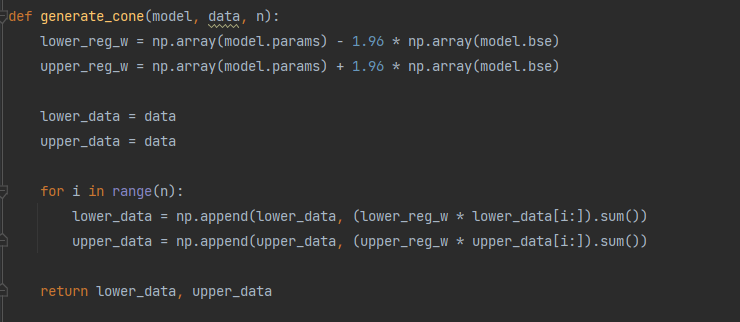 def generate_cone(model, data, n):
    lower_reg_w = np.array(model.params) - 1.96 * np.array(model.bse)
    upper_reg_w = np.array(model.params) + 1.96 * np.array(model.bse)

    lower_data = data
    upper_data = data

    for i in range(n):
        lower_data = np.append(lower_data, (lower_reg_w * lower_data[i:]).sum())
        upper_data = np.append(upper_data, (upper_reg_w * upper_data[i:]).sum())

    return lower_data, upper_data